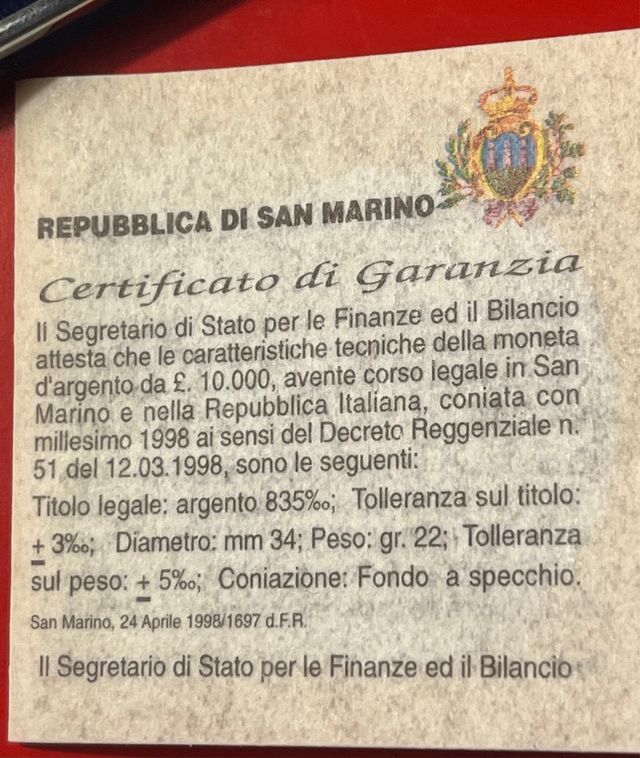 REPUBBLICA DI SAN MARINO
Certificato di Garanzia
Il Segretario di Stato per le Finanze ed il Bilancio
attesta che le caratteristiche tecniche della moneta
d'argento da £. 10.000, avente corso legale in San
Marino e nella Repubblica Italiana, coniata con
millesimo 1998 ai sensi del Decreto Reggenziale n.
51 del 12.03.1998, sono le seguenti:
Titolo legale: argento 835‰; Tolleranza sul titolo:
± 3‰; Diametro: mm 34; Peso: gr. 22; Tolleranza
sul peso: ± 5‰; Coniazione: Fondo a specchio.
San Marino, 24 Aprile 1998/1697 d.F.R.
Il Segretario di Stato per le Finanze ed il Bilancio